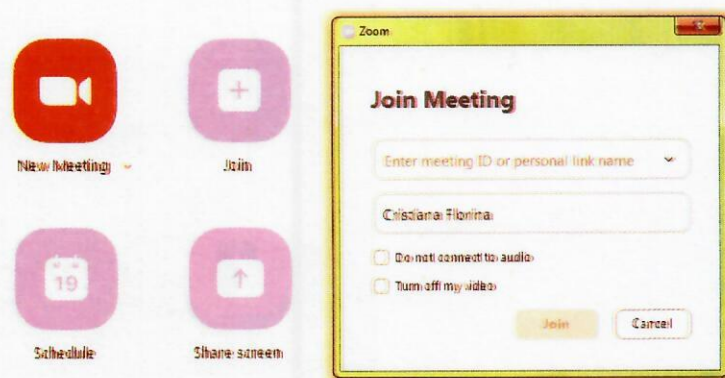 New Meeting
Join
19
Schedule
Share screen
Zoom
Join Meeting
Enter meeting ID or personal link name
Cristiana Florina
Do not connect to audio
Turn off my video
Join
Cancel